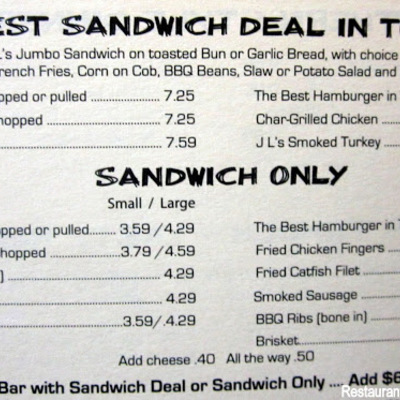 EST SANDWICH DEAL IN T
L's Jumbo Sandwich on toasted Bun or Garlic Bread, with choice
French Fries, Corn on Cob, BBQ Beans, Slaw or Potato Salad and
pped or pulled ..................... 7.25 The Best Hamburger in
hopped .......................... 7.25 Char-Grilled Chicken
....................................... 7.59 J L's Smoked Turkey
SANDWICH ONLY
Small / Large
pped or pulled........ 3.59 /4.29 The Best Hamburger in
hopped ............ 3.79 /4.59 Fried Chicken Fingers
) .................................. 4.29 Fried Catfish Filet
.................................... 4.29 Smoked Sausage
............................3.59/.4.29 BBQ Ribs (bone in)
Brisket
Add cheese .40 All the way .50
Bar with Sandwich Deal or Sandwich Only .... Add $6
Restauran